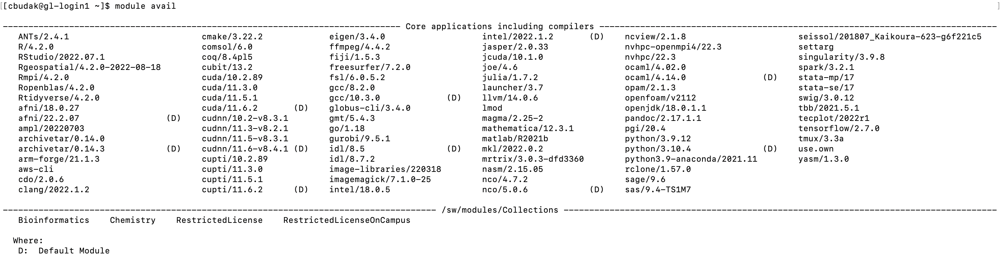 [[cbudak@gl-login1 ~]$ module avail ]
---------- Core applications including compilers ----------
ANTs/2.4.1 cmake/3.22.2 eigen/3.4.0 intel/2022.1.2 (D) ncview/2.1.8 seissol/201807_Kaikoura-623-g6f221c5
R/4.2.0 comsol/6.0 ffmpeg/4.4.2 jasper/2.0.33 nvhpc-openmpi4/22.3 settarg
RStudio/2022.07.1 coq/8.4pl5 fiji/1.5.3 jcuda/10.1.0 nvhpc/22.3 singularity/3.9.8
Rgeospatial/4.2.0-2022-08-18 cubit/13.2 freesurfer/7.2.0 joe/4.6 ocaml/4.02.0 spark/3.2.1
Rmpi/4.2.0 cuda/10.2.89 fsl/6.0.5.2 julia/1.7.2 ocaml/4.14.0 (D) stata-mp/17
Ropenblas/4.2.0 cuda/11.3.0 gcc/8.2.0 launcher/3.7 opam/2.1.3 stata-se/17
Rtidyverse/4.2.0 cuda/11.5.1 gcc/10.3.0 (D) llvm/14.0.6 openfoam/v2112 swig/3.0.12
afni/18.0.27 cuda/11.6.2 (D) globus-cli/3.4.0 lmod openjdk/18.0.1.1 tbb/2021.5.1
afni/22.2.07 (D) cudnn/10.2-v8.3.1 gmt/5.4.3 magma/2.25-2 pandoc/2.17.1.1 tecplot/2022r1
ampl/20220703 cudnn/11.3-v8.2.1 go/1.18 mathematica/12.3.1 pgi/20.4 tensorflow/2.7.0
archivetar/0.14.0 cudnn/11.5-v8.3.1 gurobi/9.5.1 matlab/R2021b python/3.9.12 tmux/3.3a
archivetar/0.14.3 (D) cudnn/11.6-v8.4.1 (D) idl/8.5 (D) mkl/2022.0.2 python/3.10.4 (D) use.own
arm-forge/21.1.3 cupti/10.2.89 idl/8.7.2 mrtrix/3.0.3-dfd3360 python3.9-anaconda/2021.11 yasm/1.3.0
aws-cli cupti/11.3.0 image-libraries/220318 nasm/2.15.05 rclone/1.57.0
cdo/2.0.6 cupti/11.5.1 imagemagick/7.1.0-25 nco/4.7.2 sage/9.6
clang/2022.1.2 cupti/11.6.2 (D) intel/18.0.5 nco/5.0.6 (D) sas/9.4-TS1M7
---------- /sw/modules/Collections ----------
Bioinformatics Chemistry RestrictedLicense RestrictedLicenseOnCampus
Where:
D: Default Module